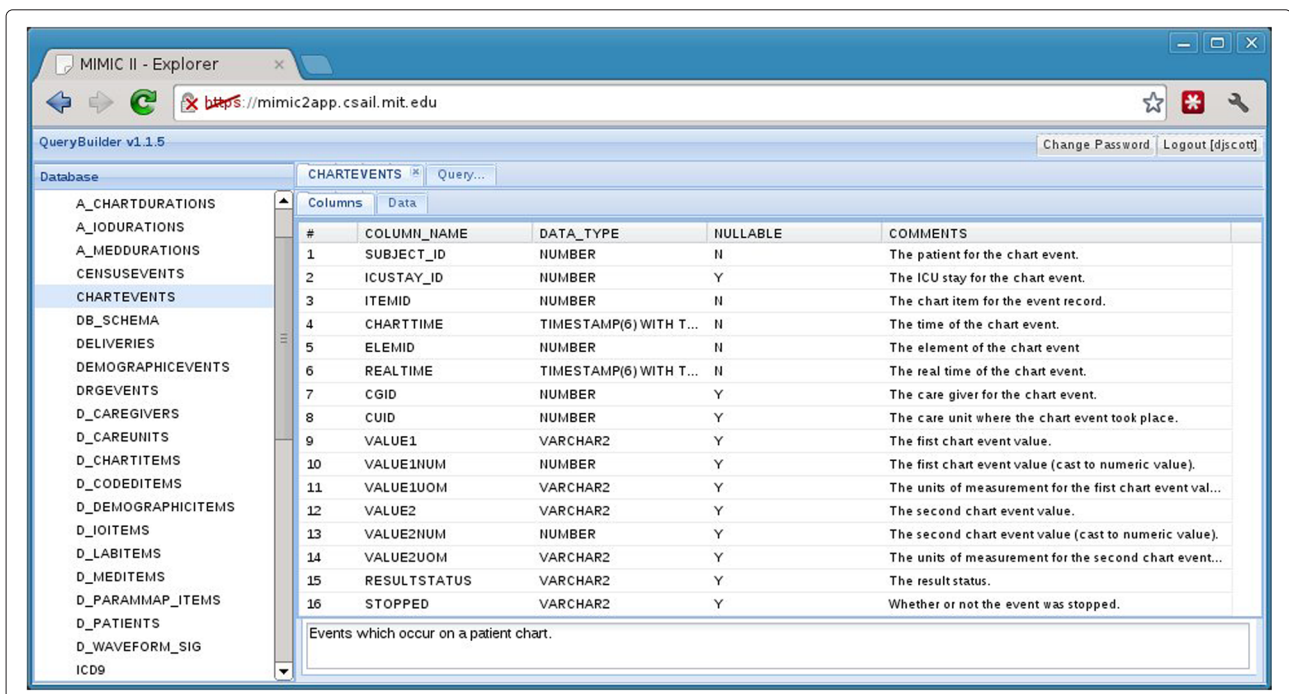 MIMIC II - Explorer
https://mimic2app.csail.mit.edu
QueryBuilder v1.1.5
Change Password Logout [djscott]
Database
A_CHARTDURATIONS
A_IODURATIONS
A_MEDDURATIONS
CENSUSEVENTS
CHARTEVENTS
DB_SCHEMA
DELIVERIES
DEMOGRAPHICEVENTS
DRGEVENTS
D_CAREGIVERS
D_CAREUNITS
D_CHARTITEMS
D_CODEDITEMS
D_DEMOGRAPHICITEMS
D_IOITEMS
D_LABITEMS
D_MEDITEMS
D_PARAMMAP_ITEMS
D_PATIENTS
D_WAVEFORM_SIG
ICD9
CHARTEVENTS Query...
Columns Data
# COLUMN_NAME DATA_TYPE NULLABLE COMMENTS
1 SUBJECT_ID NUMBER N The patient for the chart event.
2 ICUSTAY_ID NUMBER Y The ICU stay for the chart event.
3 ITEMID NUMBER N The chart item for the event record.
4 CHARTTIME TIMESTAMP(6) WITH T... N The time of the chart event.
5 ELEMID NUMBER N The element of the chart event
6 REALTIME TIMESTAMP(6) WITH T... N The real time of the chart event.
7 CGID NUMBER Y The care giver for the chart event.
8 CUID NUMBER Y The care unit where the chart event took place.
9 VALUE1 VARCHAR2 Y The first chart event value.
10 VALUE1NUM NUMBER Y The first chart event value (cast to numeric value).
11 VALUE1UOM VARCHAR2 Y The units of measurement for the first chart event val...
12 VALUE2 VARCHAR2 Y The second chart event value.
13 VALUE2NUM NUMBER Y The second chart event value (cast to numeric value).
14 VALUE2UOM VARCHAR2 Y The units of measurement for the second chart event...
15 RESULTSTATUS VARCHAR2 Y The result status.
16 STOPPED VARCHAR2 Y Whether or not the event was stopped.
Events which occur on a patient chart.